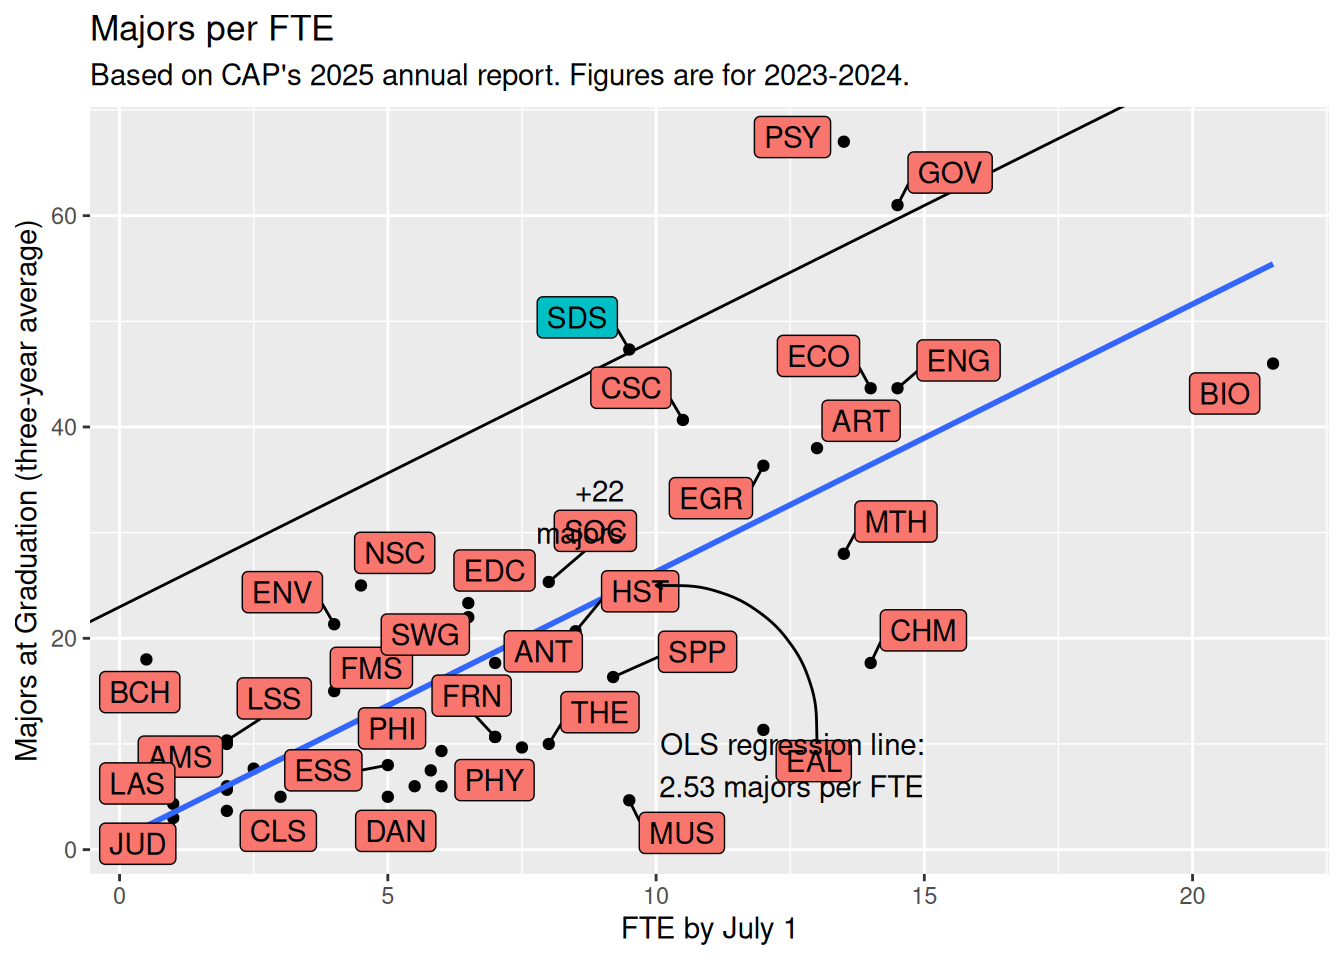 Majors per FTE
Based on CAP's 2025 annual report. Figures are for 2023-2024.
Majors at Graduation (three-year average)
60
40
20
0
PSY
GOV
SDS
ECO
ENG
CSC
BIO
ART
EGR
+22
majors
SOC
MTH
NSC
EDC
ENV
HST
SWG
CHM
ANT
SPP
FMS
BCH
LSS
FRN
THE
PHI
AMS
OLS regression line:
EAL
2.53 majors per FTE
ESS
LAS
PHY
CLS
DAN
MUS
JUD
0
5
10
15
20
FTE by July 1